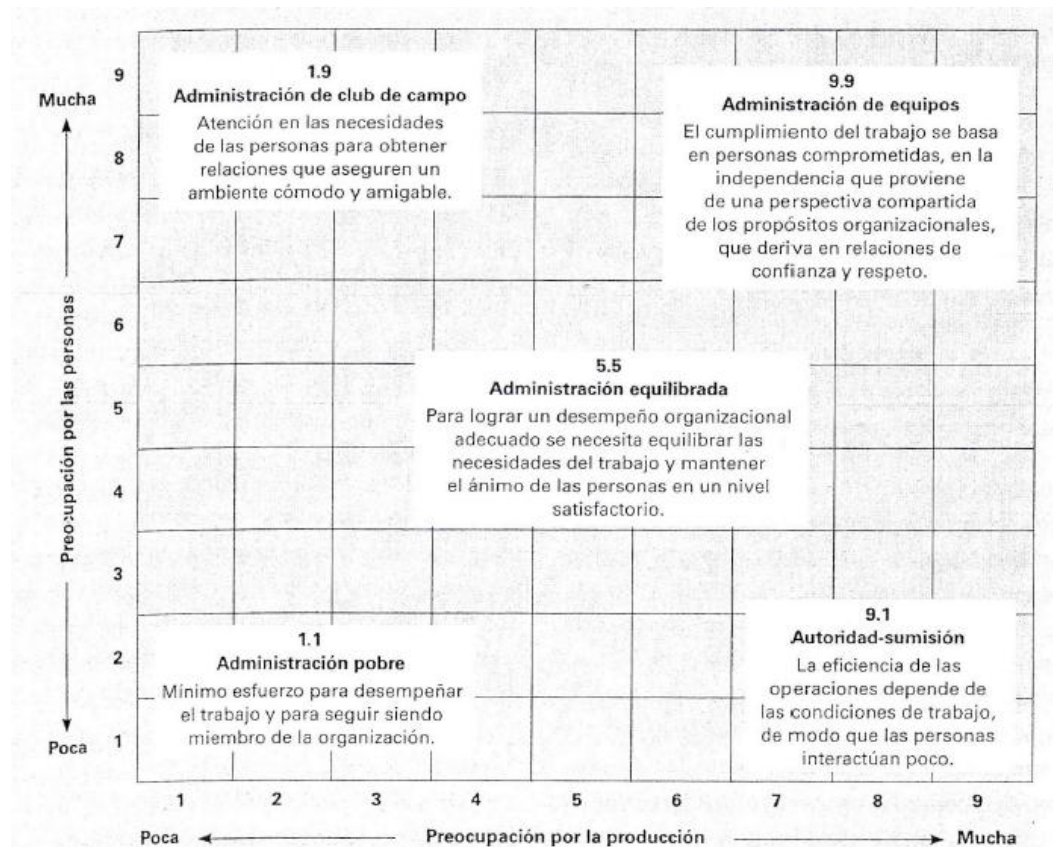 9
8
7
6
5
4
3
2
1
Mucha
Preocupación por las personas
Poca
1.9
Administración de club de campo
Atención en las necesidades
de las personas para obtener
relaciones que aseguren un
ambiente cómodo y amigable.
9.9
Administración de equipos
El cumplimiento del trabajo se basa
en personas comprometidas, en la
independencia que proviene
de una perspectiva compartida
de los propósitos organizacionales,
que deriva en relaciones de
confianza y respeto.
5.5
Administración equilibrada
Para lograr un desempeño organizacional
adecuado se necesita equilibrar las
necesidades del trabajo y mantener
el ánimo de las personas en un nivel
satisfactorio.
1.1
Administración pobre
Mínimo esfuerzo para desempeñar
el trabajo y para seguir siendo
miembro de la organización.
9.1
Autoridad-sumisión
La eficiencia de las
operaciones depende de
las condiciones de trabajo,
de modo que las personas
interactúan poco.
1 2 3 4 5 6 7 8 9
Poca Preocupación por la producción Mucha